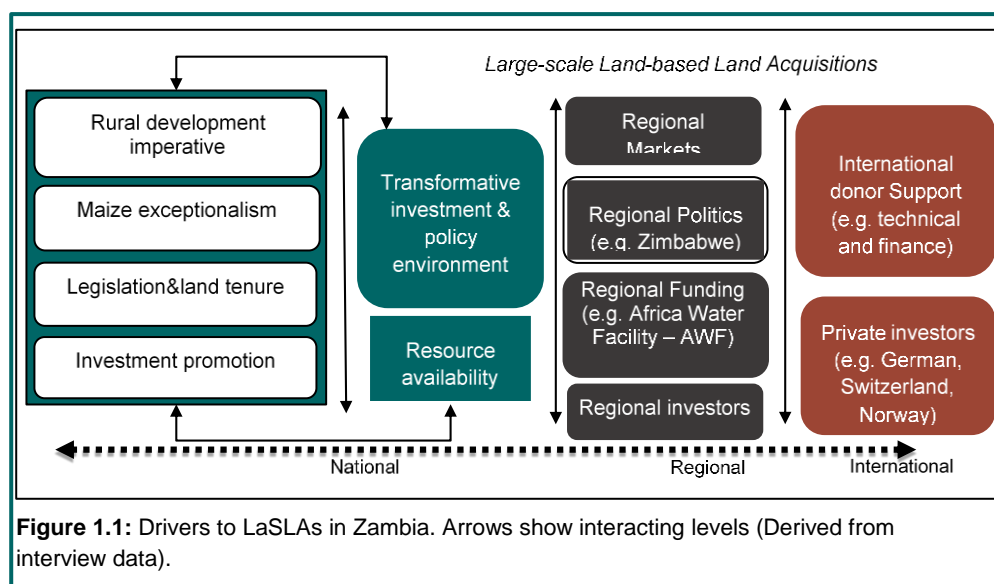 Large-scale Land-based Land Acquisitions
Rural development
imperative
Maize exceptionalism
Legislation&land tenure
Investment promotion
Transformative
investment &
policy
environment
Resource
availability
Regional
Markets
Regional Politics
(e.g. Zimbabwe)
Regional Funding
(e.g. Africa Water
Facility – AWF)
Regional investors
International
donor Support
(e.g. technical
and finance)
Private investors
(e.g. German,
Switzerland,
Norway)
National
Regional
International
Figure 1.1: Drivers to LaSLAs in Zambia. Arrows show interacting levels (Derived from
interview data).